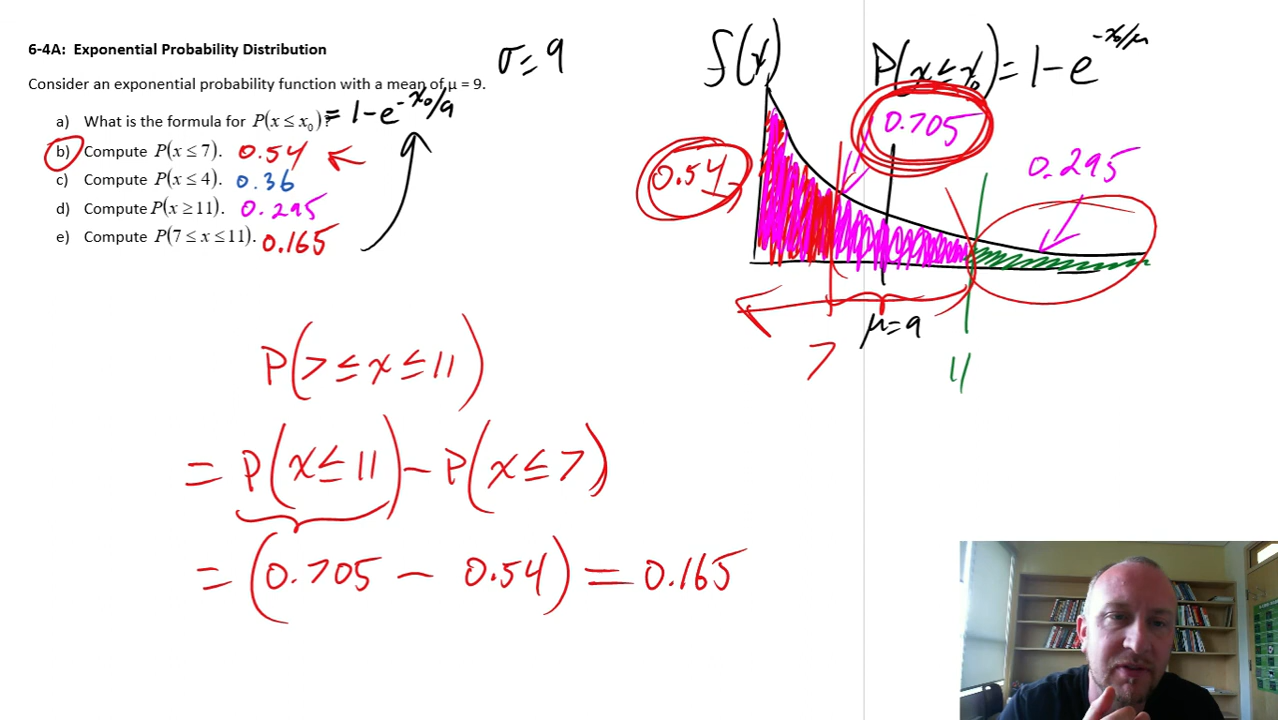 6-4A: Exponential Probability Distribution
σ = 9
Consider an exponential probability function with a mean of μ = 9.
a) What is the formula for P(x ≤ x₀)? = 1-e^(-x₀/9)
b) Compute P(x ≤ 7). 0.54
c) Compute P(x ≤ 4). 0.36
d) Compute P(x ≥ 11). 0.295
e) Compute P(7 ≤ x ≤ 11). 0.165
f(x)
P(x ≤ x₀) = 1-e^(-x₀/μ)
0.705
0.54
0.295
μ = 9
7
11
P(7 ≤ x ≤ 11)
= P(x ≤ 11) - P(x ≤ 7)
= (0.705 - 0.54) = 0.165